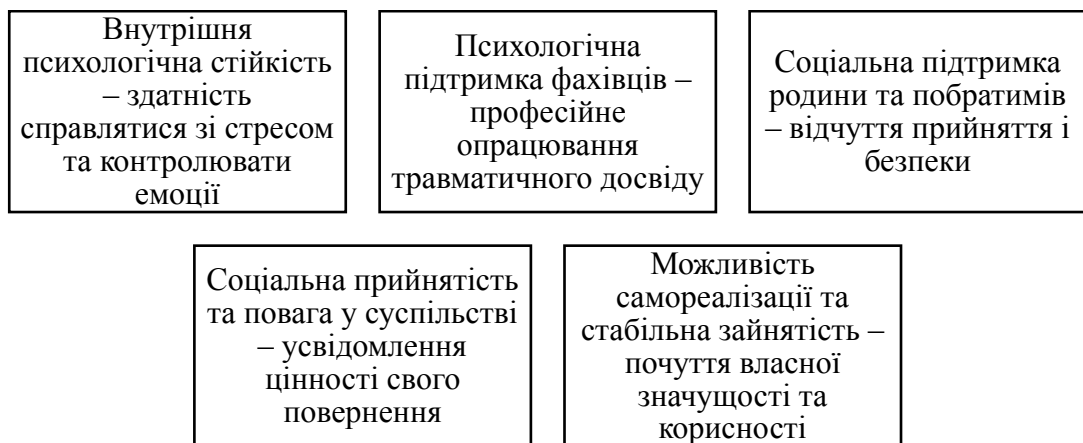 Внутрішня
психологічна стійкість
– здатність
справлятися зі стресом
та контролювати
емоції
Психологічна
підтримка фахівців –
професійне
опрацювання
травматичного досвіду
Соціальна підтримка
родини та побратимів
– відчуття прийняття і
безпеки
Соціальна прийнятість
та повага у суспільстві
– усвідомлення
цінності свого
повернення
Можливість
самореалізації та
стабільна зайнятість –
почуття власної
значущості та
корисності